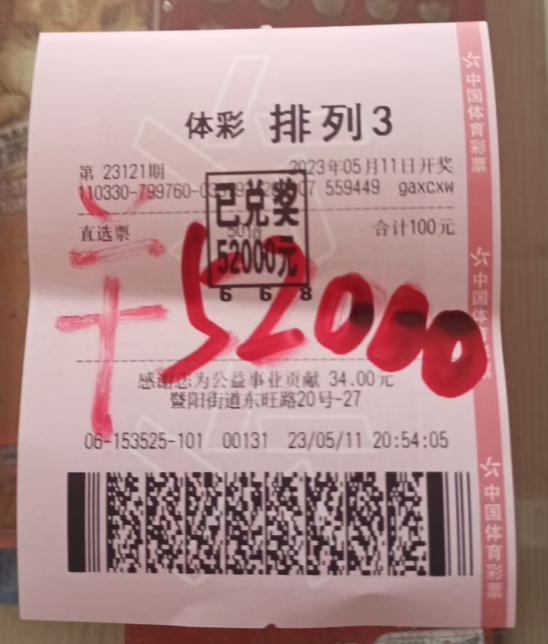 体彩 排列3
第 23121期 2023年05月11日开奖
110330-799760- 559449 gaxcxw
已兑奖
直选票 50倍 合计100元
52000元
6 6 8
52000
感谢您为公益事业贡献 34.00元
暨阳街道东旺路20号-27
06-153525-101 00131 23/05/11 20:54:05
中国体育彩票
中国体育彩票
中国体育彩票